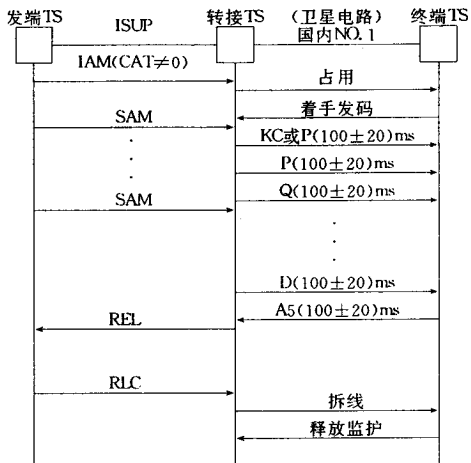 发端TS
ISUP
转接TS
(卫星电路)
国内NO.1
终端TS
IAM(CAT≠0)
占用
着手发码
SAM
KC或P(100±20)ms
P(100±20)ms
SAM
Q(100±20)ms
D(100±20)ms
A5(100±20)ms
REL
RLC
拆线
释放监护